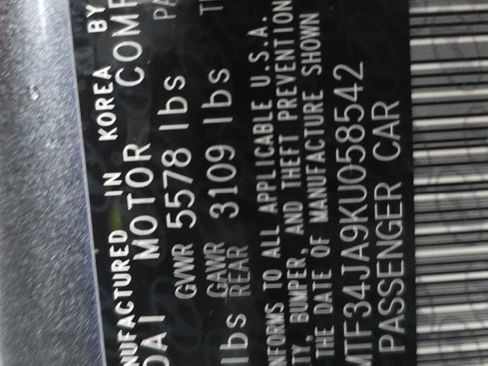 NUFACTURED IN KOREA BY
DAI MOTOR COMP
GVWR 5578 lbs PA
lbs GAWR REAR 3109 lbs T
NFORMS TO ALL APPLICABLE U.S.A.
TY, BUMPER, AND THEFT PREVENTION
THE DATE OF MANUFACTURE SHOWN
MTF34JA9KU058542
PASSENGER CAR